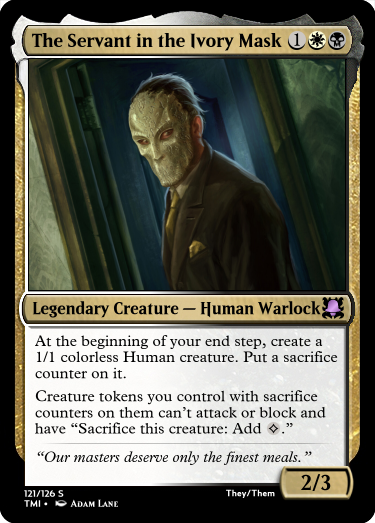 The Servant in the Ivory Mask 1
Legendary Creature — Human Warlock
At the beginning of your end step, create a
1/1 colorless Human creature. Put a sacrifice
counter on it.
Creature tokens you control with sacrifice
counters on them can't attack or block and
have “Sacrifice this creature: Add .”
“Our masters deserve only the finest meals.”
2/3
121/126 S
They/Them
TMI • Adam Lane